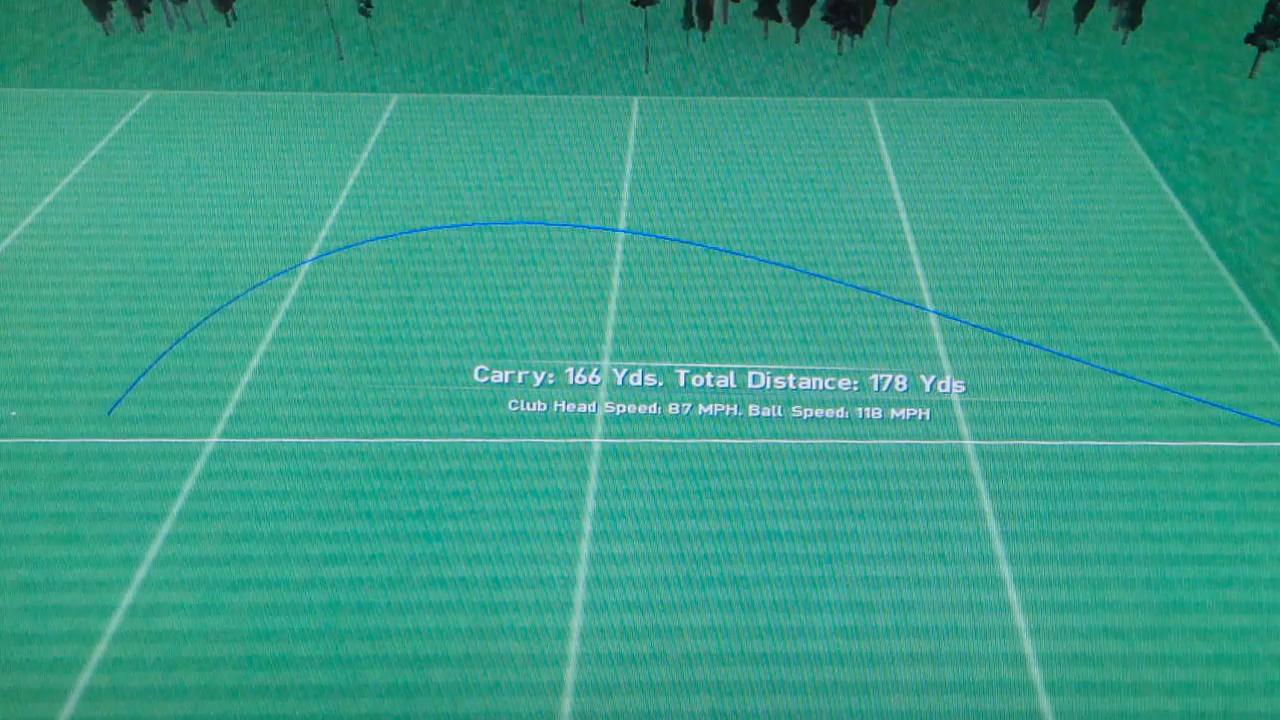 Carry: 166 Yds. Total Distance: 178 Yds
Club Head Speed: 87 MPH. Ball Speed: 118 MPH